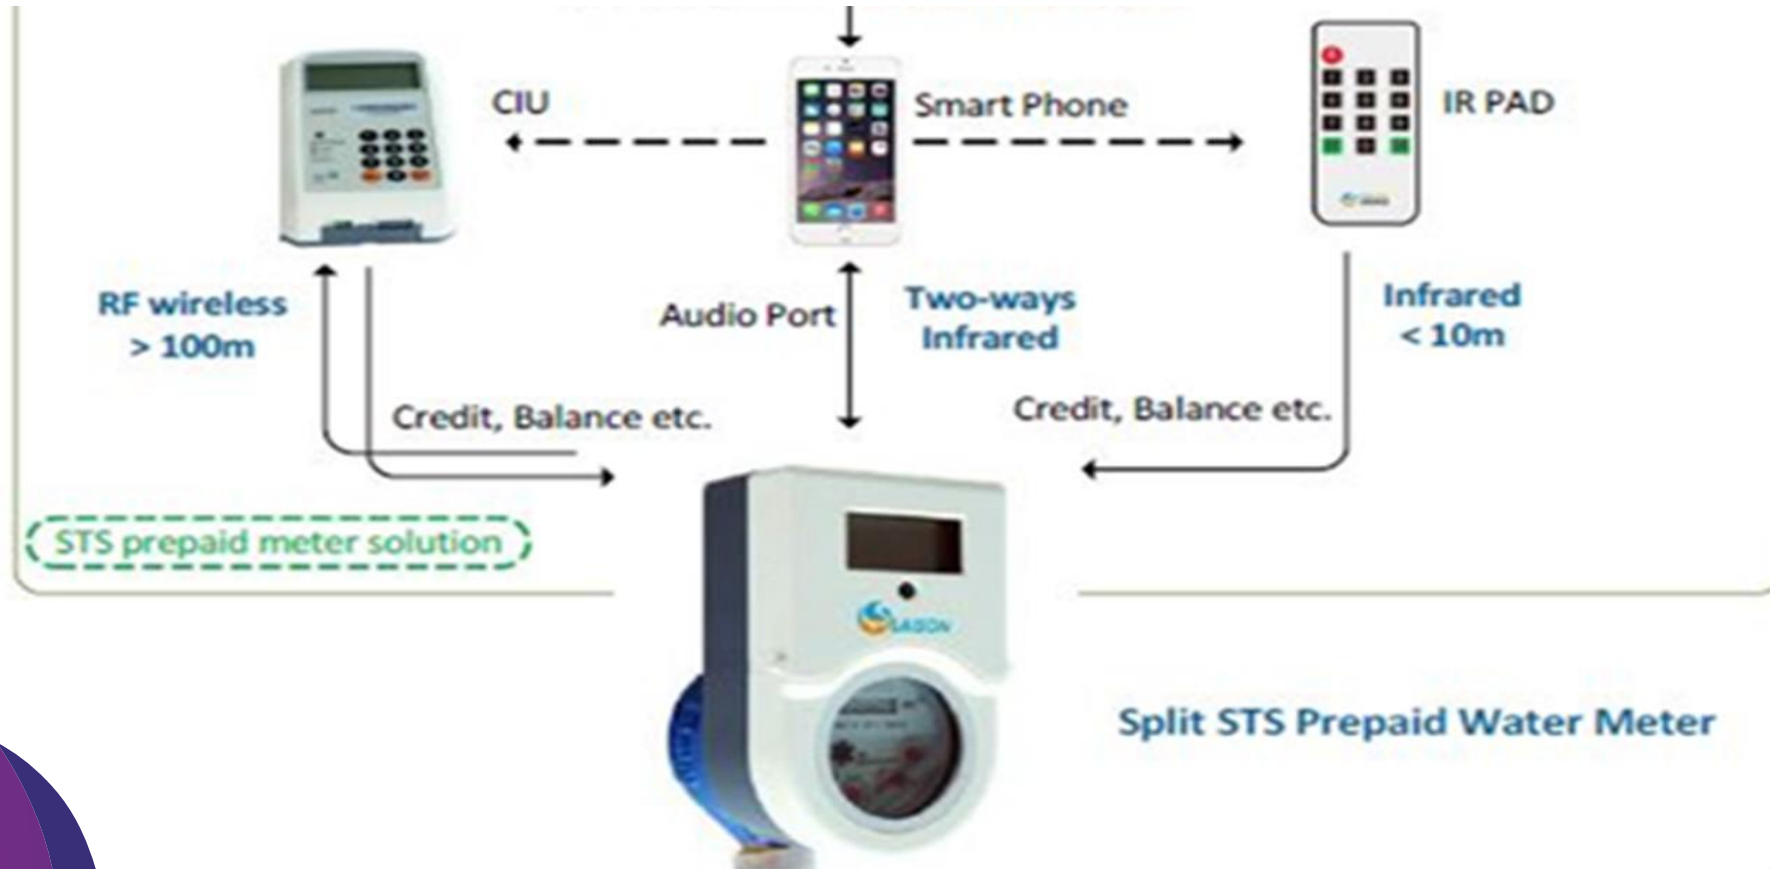 CIU
Smart Phone
IR PAD
RF wireless
> 100m
Audio Port
Two-ways
Infrared
Infrared
< 10m
Credit, Balance etc.
Credit, Balance etc.
STS prepaid meter solution
LAISON
Split STS Prepaid Water Meter